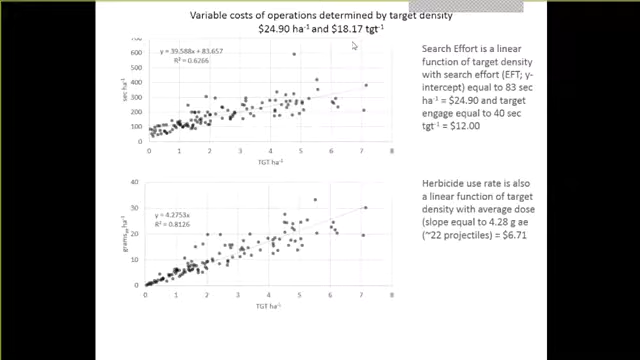 Variable costs of operations determined by target density
$24.90 ha⁻¹ and $18.17 tgt⁻¹
700
600
500
400
300
200
100
0
sec ha⁻¹
y = 39.588x + 83.657
R² = 0.6266
0 1 2 3 4 5 6 7 8
TGT ha⁻¹
Search Effort is a linear
function of target density
with search effort (EFT; y-
intercept) equal to 83 sec
ha⁻¹ = $24.90 and target
engage equal to 40 sec
tgt⁻¹ = $12.00
40
30
20
10
0
y = 4.2753x
R² = 0.8126
0 1 2 3 4 5 6 7 8
TGT ha⁻¹
Herbicide use rate is also
a linear function of target
density with average dose
(slope equal to 4.28 g ae
(~22 projectiles) = $6.71